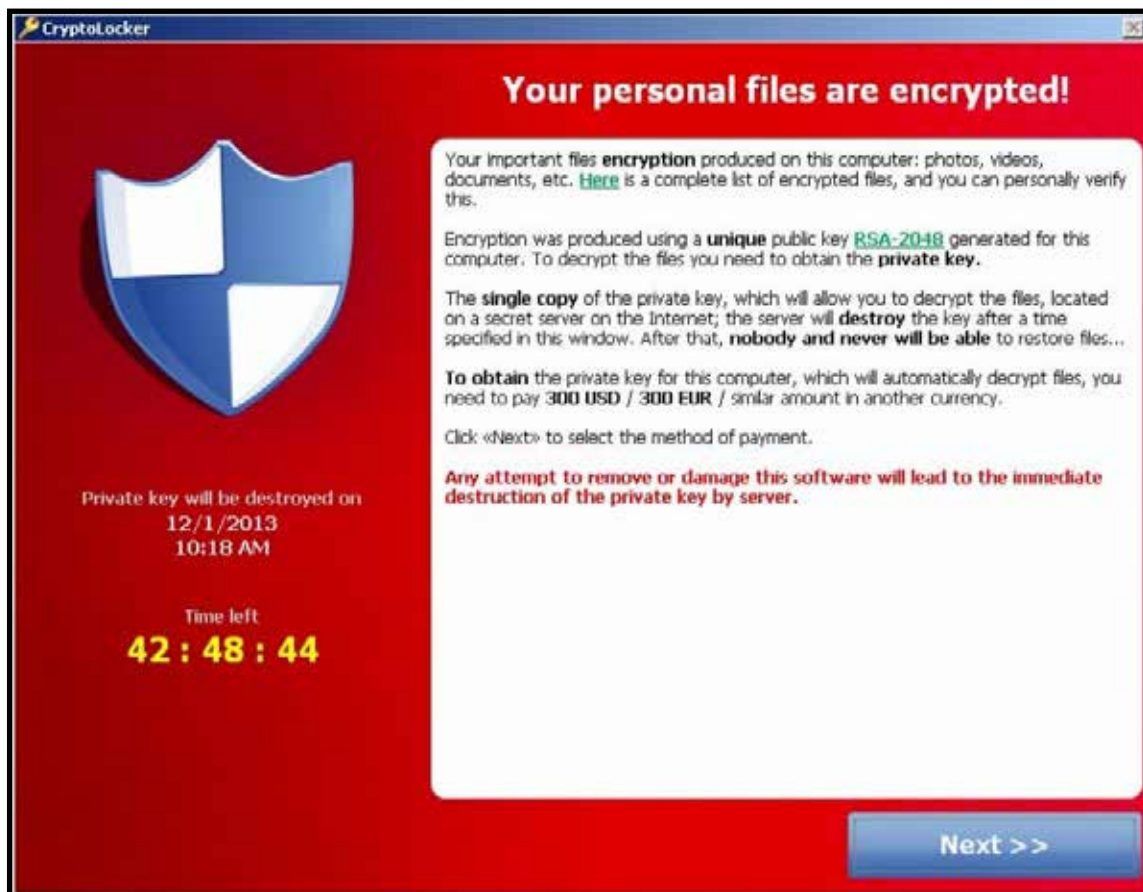 CryptoLocker
Your personal files are encrypted!
Your important files encryption produced on this computer: photos, videos,
documents, etc. Here is a complete list of encrypted files, and you can personally verify
this.
Encryption was produced using a unique public key RSA-2048 generated for this
computer. To decrypt the files you need to obtain the private key.
The single copy of the private key, which will allow you to decrypt the files, located
on a secret server on the Internet; the server will destroy the key after a time
specified in this window. After that, nobody and never will be able to restore files...
To obtain the private key for this computer, which will automatically decrypt files, you
need to pay 300 USD / 300 EUR / similar amount in another currency.
Click «Next» to select the method of payment.
Any attempt to remove or damage this software will lead to the immediate
destruction of the private key by server.
Private key will be destroyed on
12/1/2013
10:18 AM
Time left
42 : 48 : 44
Next >>